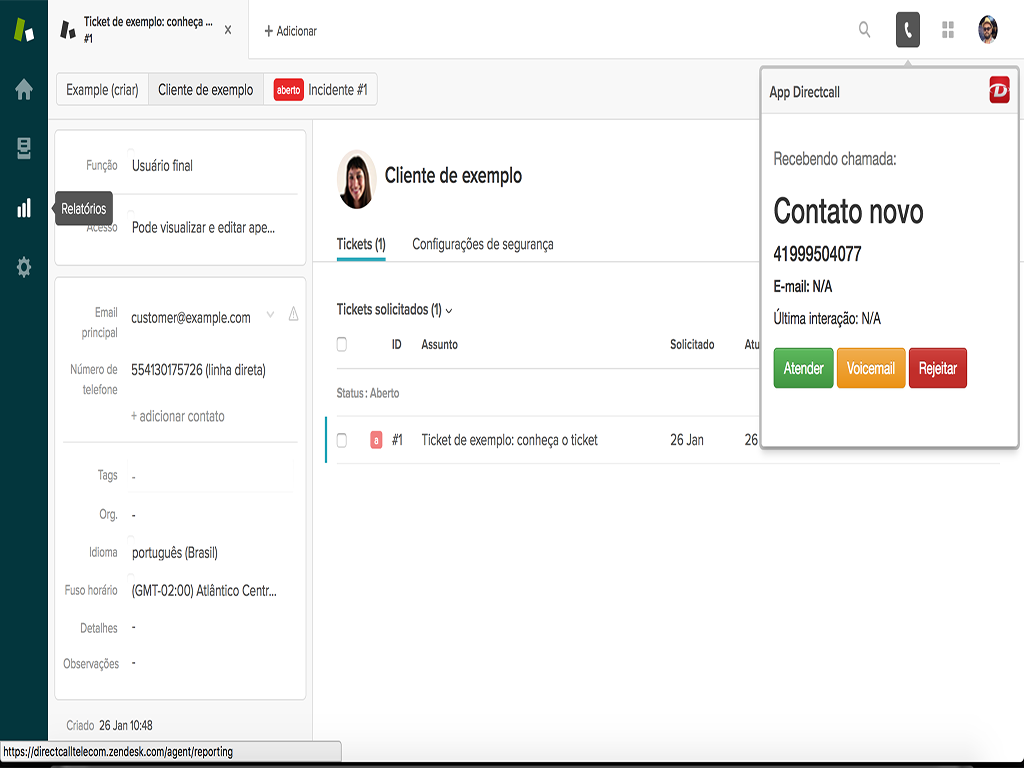 Ticket de exemplo: conheça ...
#1
×
+ Adicionar
Example (criar)
Cliente de exemplo
aberto Incidente #1
Relatórios
Função Usuário final
Acesso Pode visualizar e editar ape...
Email principal customer@example.com
Número de telefone 554130175726 (linha direta)
+ adicionar contato
Tags -
Org. -
Idioma português (Brasil)
Fuso horário (GMT-02:00) Atlântico Centr...
Detalhes -
Observações -
Criado 26 Jan 10:48
https://directcalltelecom.zendesk.com/agent/reporting
Cliente de exemplo
Tickets (1) Configurações de segurança
Tickets solicitados (1)
ID Assunto Solicitado Atu
Status : Aberto
a #1 Ticket de exemplo: conheça o ticket 26 Jan 26
App Directcall
D
Recebendo chamada:
Contato novo
41999504077
E-mail: N/A
Última interação: N/A
Atender Voicemail Rejeitar